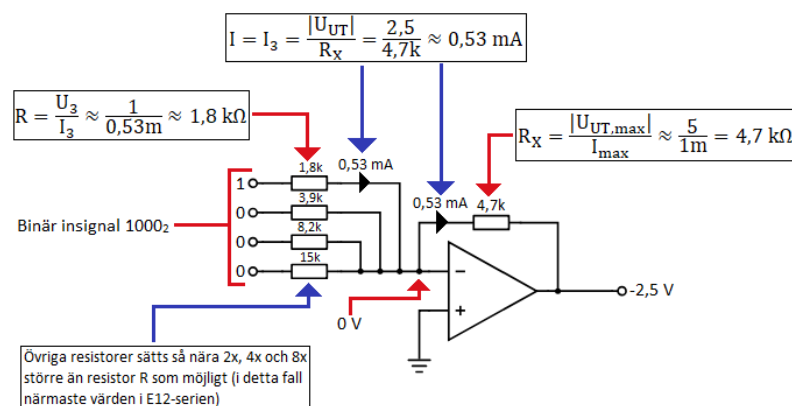 I = I₃ = |U_UT| / R_X = 2,5 / 4,7k ≈ 0,53 mA
R = U₃ / I₃ ≈ 1 / 0,53m ≈ 1,8 kΩ
R_X = |U_UT,max| / I_max ≈ 5 / 1m = 4,7 kΩ
1,8k
0,53 mA
1
3,9k
0,53 mA
4,7k
0
Binär insignal 1000₂
8,2k
0
15k
0
−
+
-2,5 V
0 V
Övriga resistorer sätts så nära 2x, 4x och 8x
större än resistor R som möjligt (i detta fall
närmaste värden i E12-serien)